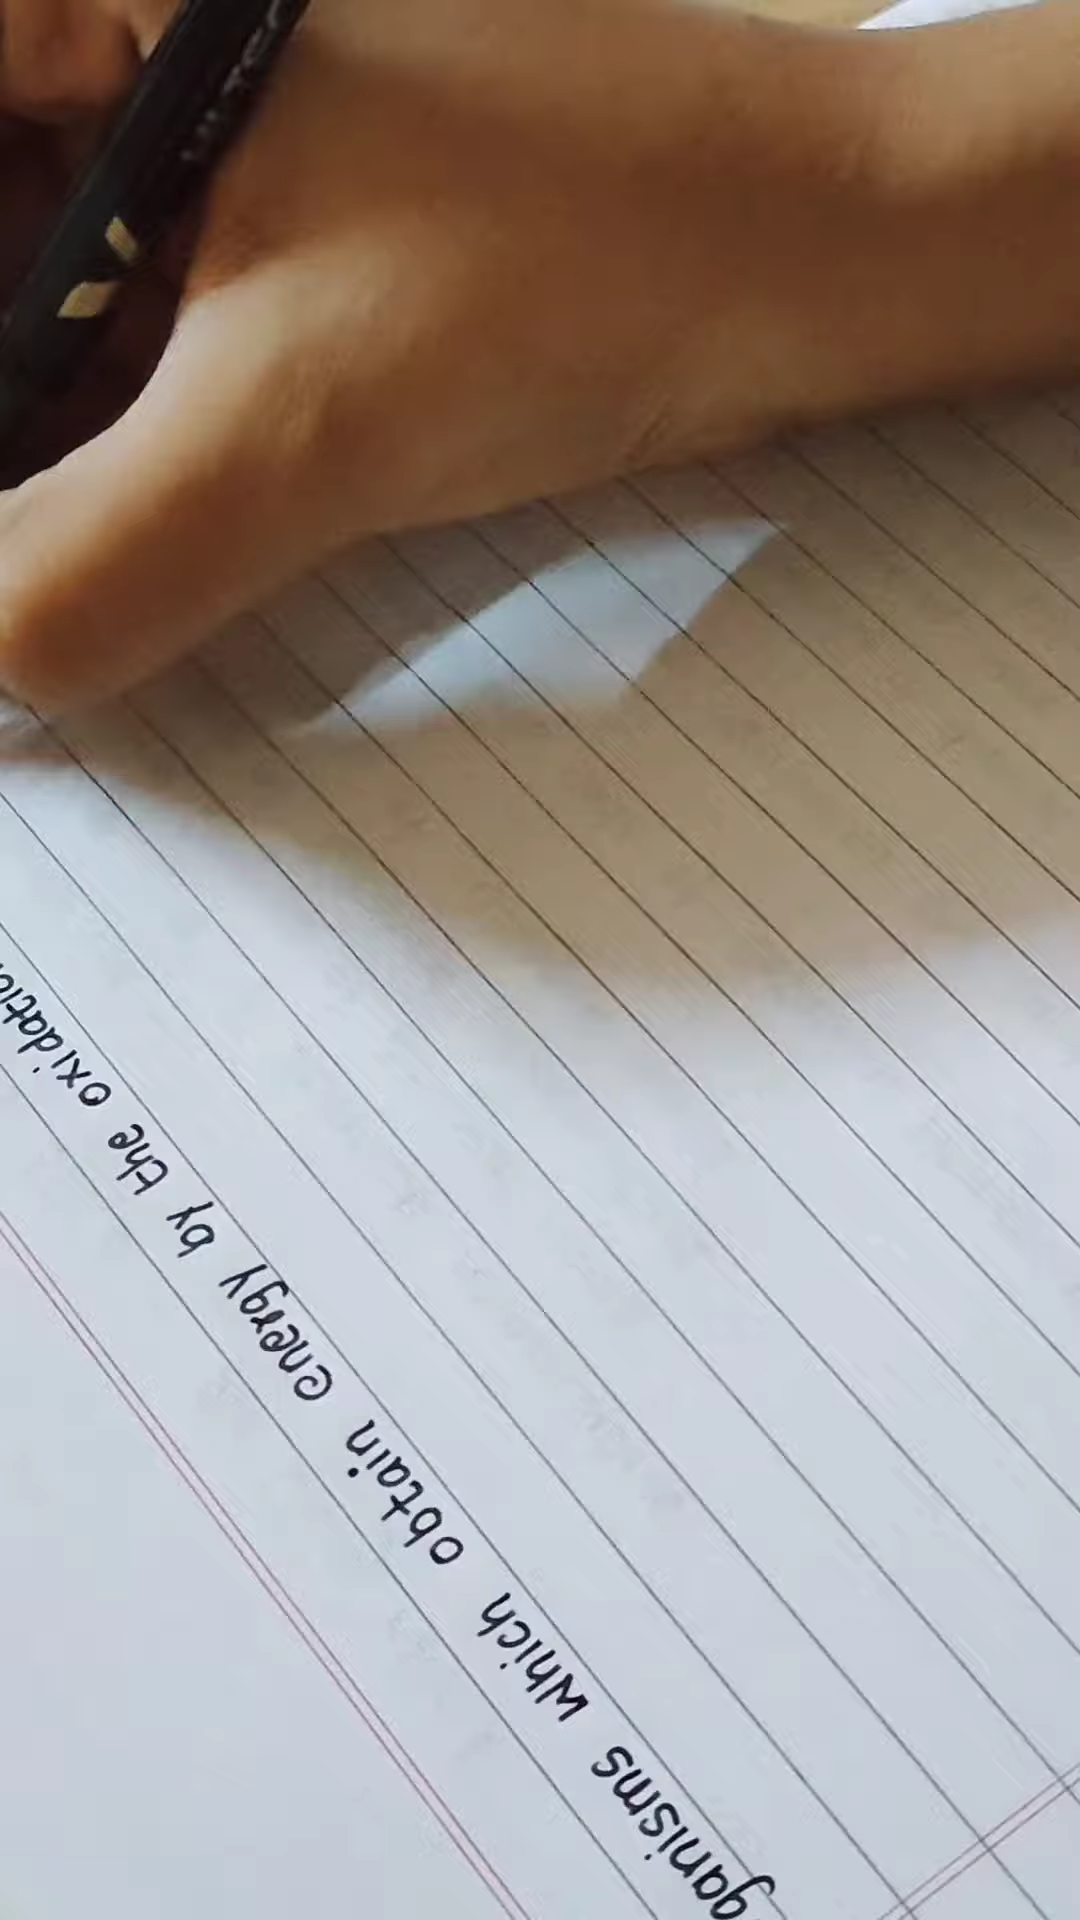 ganisms which obtain energy by the oxidatio